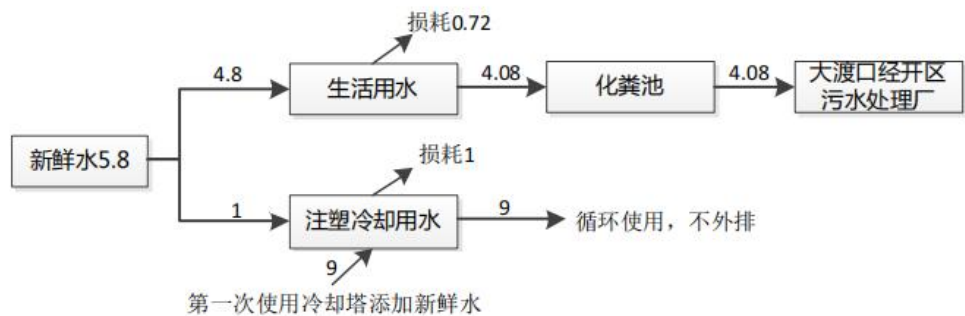 损耗0.72
4.8
生活用水
4.08
化粪池
4.08
大渡口经开区
污水处理厂
新鲜水5.8
损耗1
1
注塑冷却用水
9
循环使用，不外排
9
第一次使用冷却塔添加新鲜水